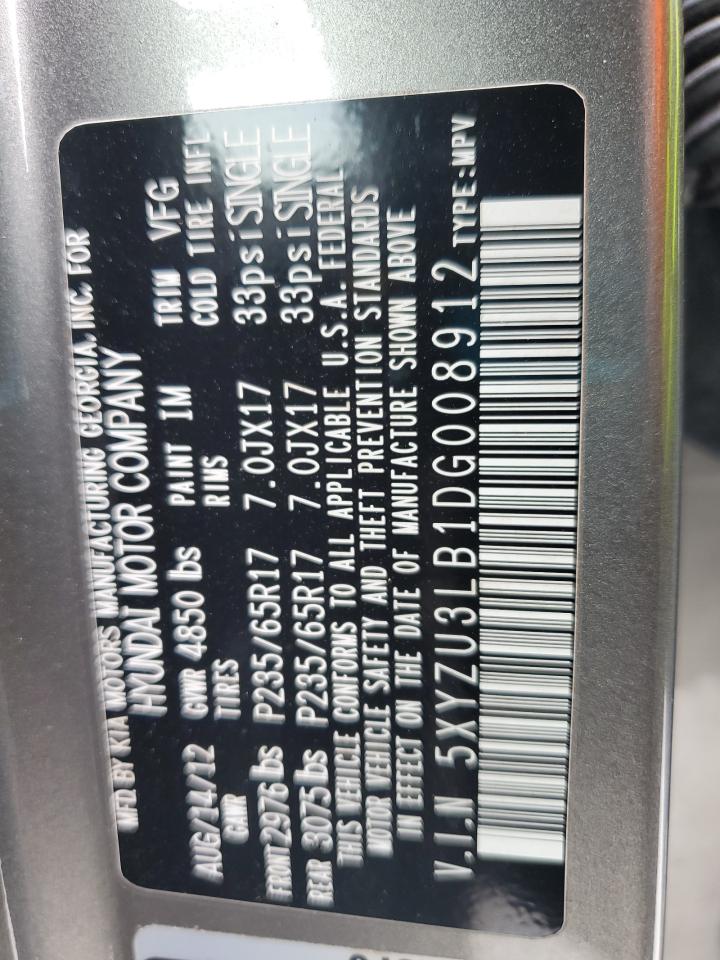 MFD BY KIA MOTORS MANUFACTURING GEORGIA, INC. FOR
HYUNDAI MOTOR COMPANY
AUG/14/12 GVWR 4850 lbs PAINT IM TRIM VFG
GAWR TIRES RIMS COLD TIRE INFL
FRONT 2976 lbs P235/65R17 7.0JX17 33psi SINGLE
REAR 3075 lbs P235/65R17 7.0JX17 33psi SINGLE
THIS VEHICLE CONFORMS TO ALL APPLICABLE U.S.A. FEDERAL
MOTOR VEHICLE SAFETY AND THEFT PREVENTION STANDARDS
IN EFFECT ON THE DATE OF MANUFACTURE SHOWN ABOVE
V.I.N 5XYZU3LB1DG008912 TYPE:MPV